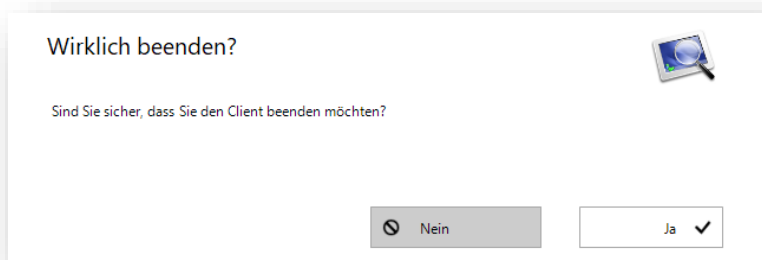 Wirklich beenden?
Sind Sie sicher, dass Sie den Client beenden möchten?
Nein
Ja